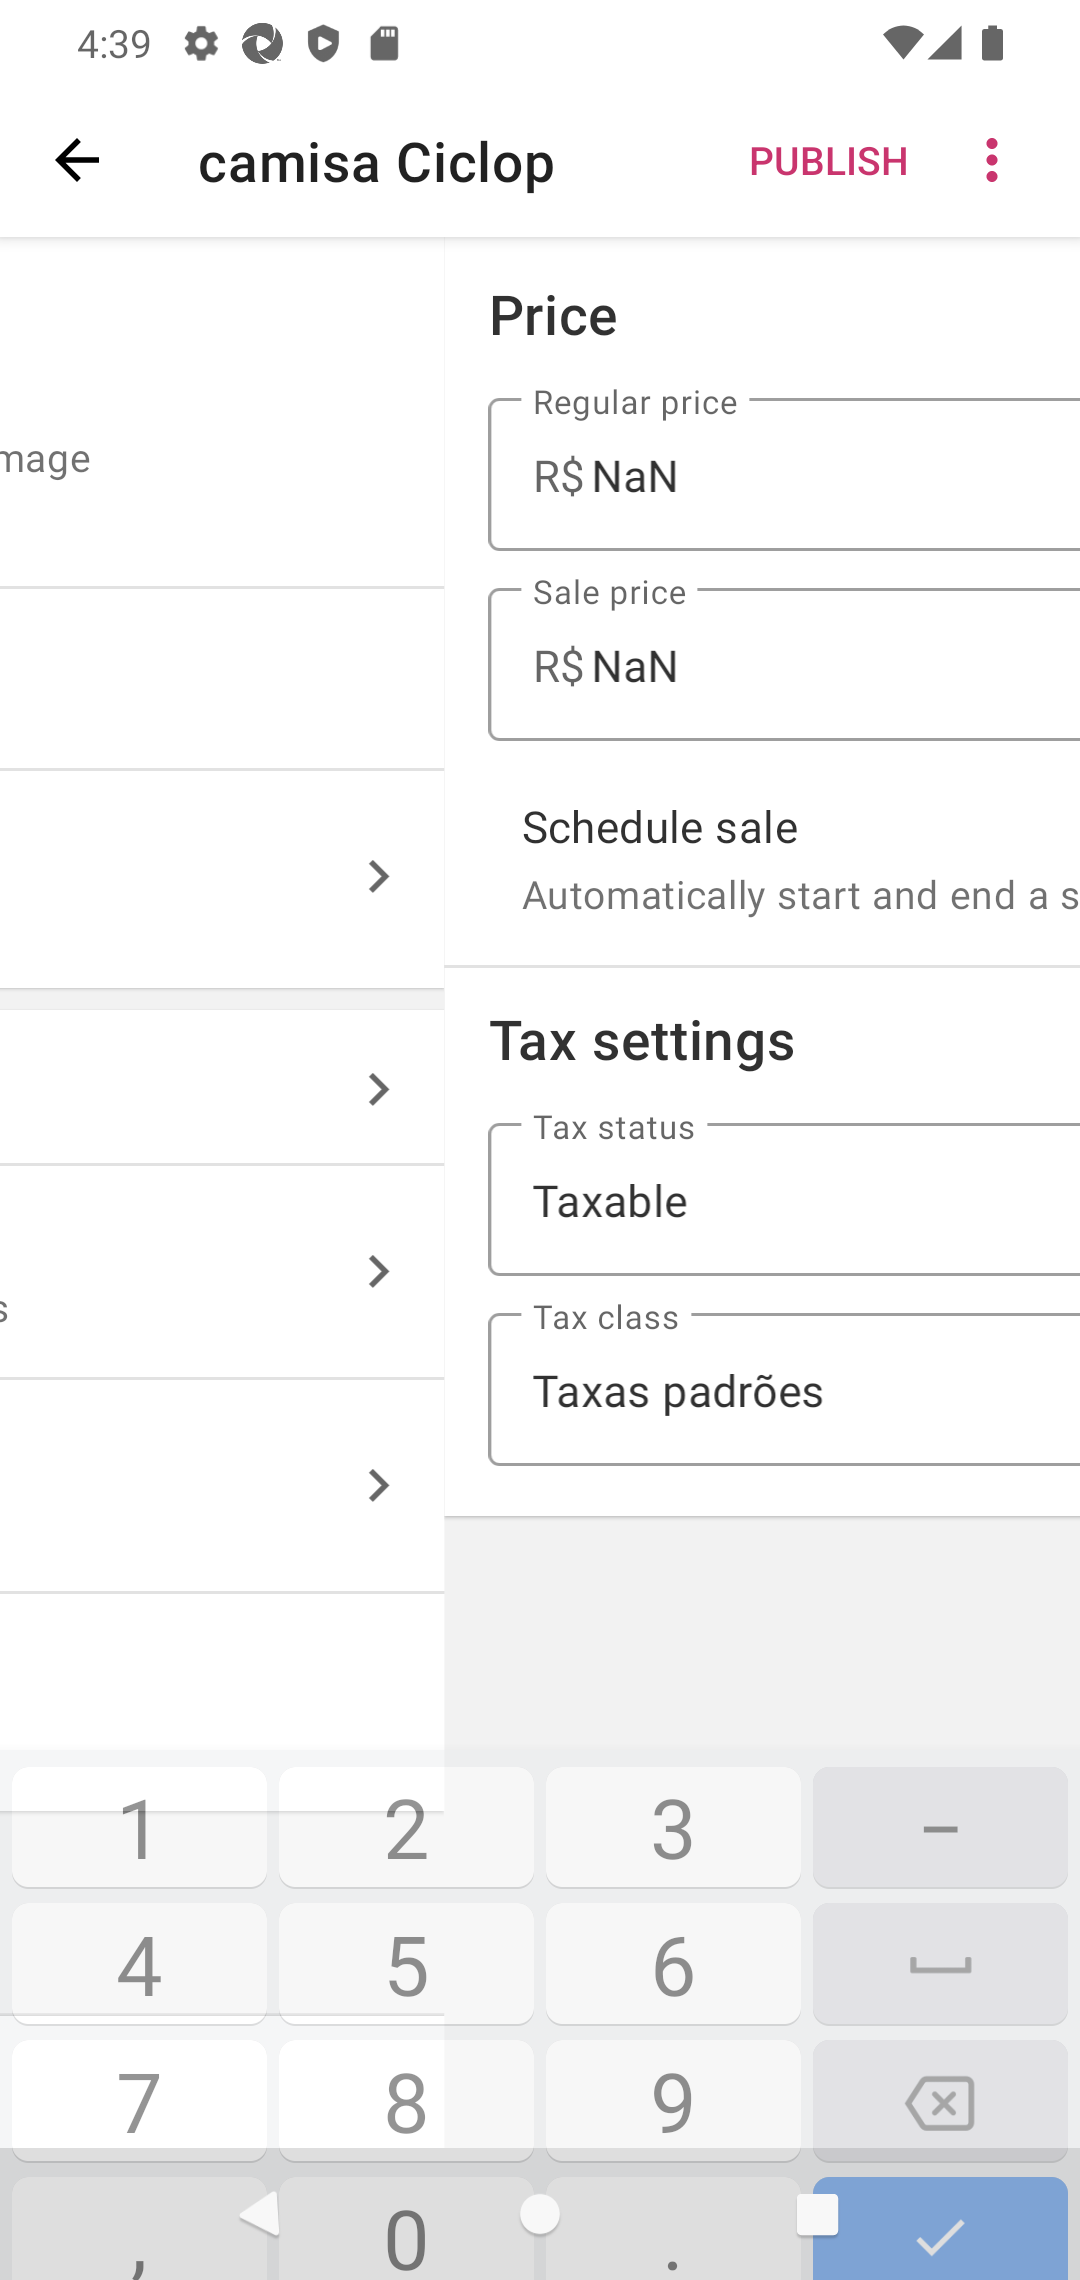 4:39
camisa Ciclop
PUBLISH
Price
Regular price
R$ NaN
mage
Sale price
R$ NaN
Schedule sale
Automatically start and end a s
Tax settings
Tax status
Taxable
s
Tax class
Taxas padrões
1 2 3 –
4 5 6
7 8 9
, 0 .